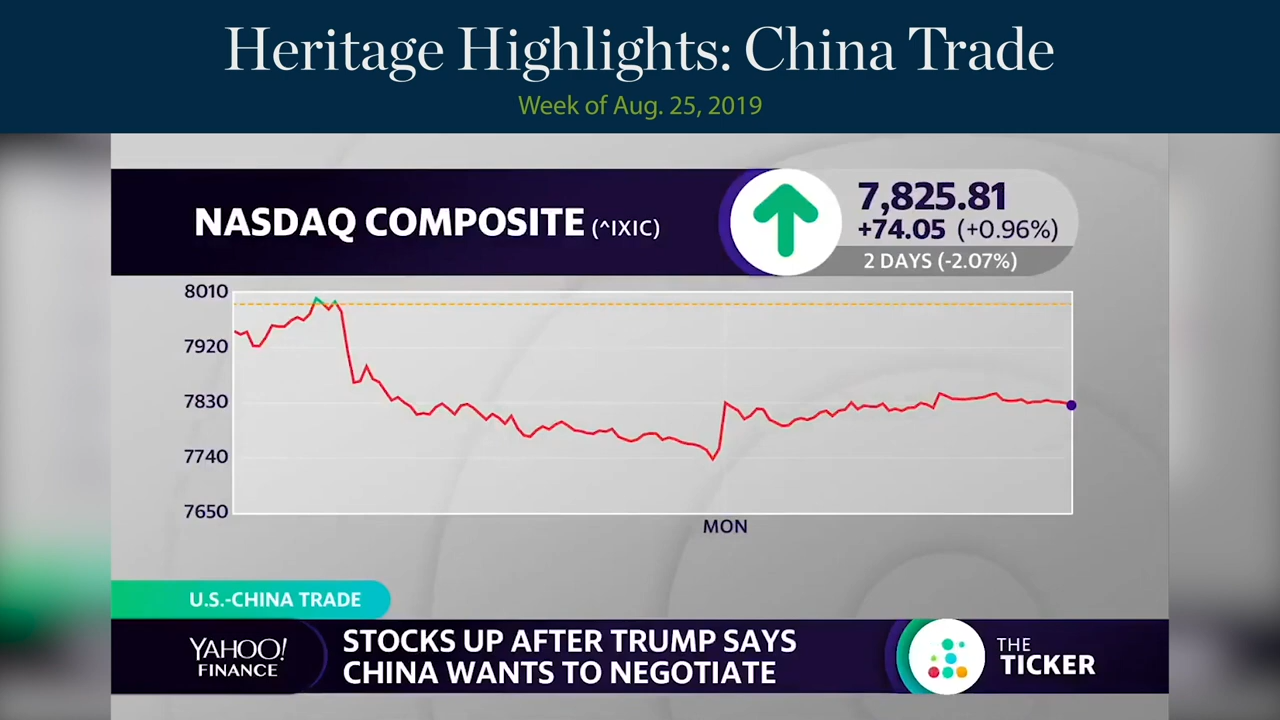 Heritage Highlights: China Trade
Week of Aug. 25, 2019
NASDAQ COMPOSITE (^IXIC)
7,825.81
+74.05 (+0.96%)
2 DAYS (-2.07%)
8010
7920
7830
7740
7650
MON
U.S.-CHINA TRADE
YAHOO!
FINANCE
STOCKS UP AFTER TRUMP SAYS
CHINA WANTS TO NEGOTIATE
THE
TICKER